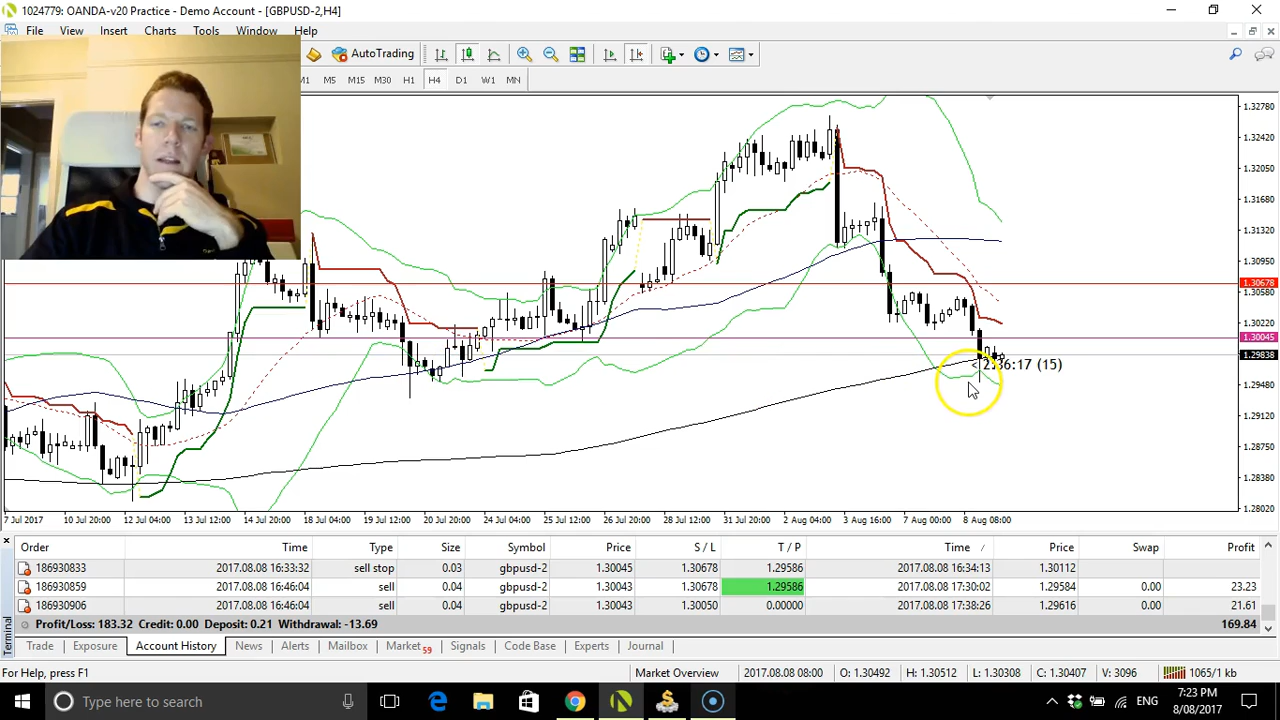 1024779: OANDA-v20 Practice - Demo Account - [GBPUSD-2,H4]
File View Insert Charts Tools Window Help
AutoTrading
M1 M5 M15 M30 H1 H4 D1 W1 MN
1.33780
1.33420
1.32050
1.31680
1.31320
1.30950
1.30678
1.30580
1.30220
1.30045
1.29838
< 2:36:17 (15)
1.29480
1.29120
1.28750
1.28380
1.28020
7 Jul 2017 10 Jul 20:00 12 Jul 04:00 13 Jul 12:00 14 Jul 20:00 18 Jul 04:00 19 Jul 12:00 20 Jul 20:00 24 Jul 04:00 25 Jul 12:00 26 Jul 20:00 28 Jul 12:00 31 Jul 20:00 2 Aug 04:00 3 Aug 16:00 7 Aug 00:00 8 Aug 08:00
Order Time Type Size Symbol Price S / L T / P Time Price Swap Profit
186930833 2017.08.08 16:33:32 sell stop 0.03 gbpusd-2 1.30045 1.30678 1.29586 2017.08.08 16:34:13 1.30112
186930859 2017.08.08 16:46:04 sell 0.04 gbpusd-2 1.30043 1.30678 1.29586 2017.08.08 17:30:02 1.29584 0.00 23.23
186930906 2017.08.08 16:46:04 sell 0.04 gbpusd-2 1.30043 1.30050 0.00000 2017.08.08 17:38:26 1.29616 0.00 21.61
Profit/Loss: 183.32 Credit: 0.00 Deposit: 0.21 Withdrawal: -13.69 169.84
Terminal
Trade Exposure Account History News Alerts Mailbox Market 59 Signals Code Base Experts Journal
For Help, press F1 Market Overview 2017.08.08 08:00 O: 1.30492 H: 1.30512 L: 1.30308 C: 1.30407 V: 3096 1065/1 kb
Type here to search
ENG
7:23 PM
8/08/2017